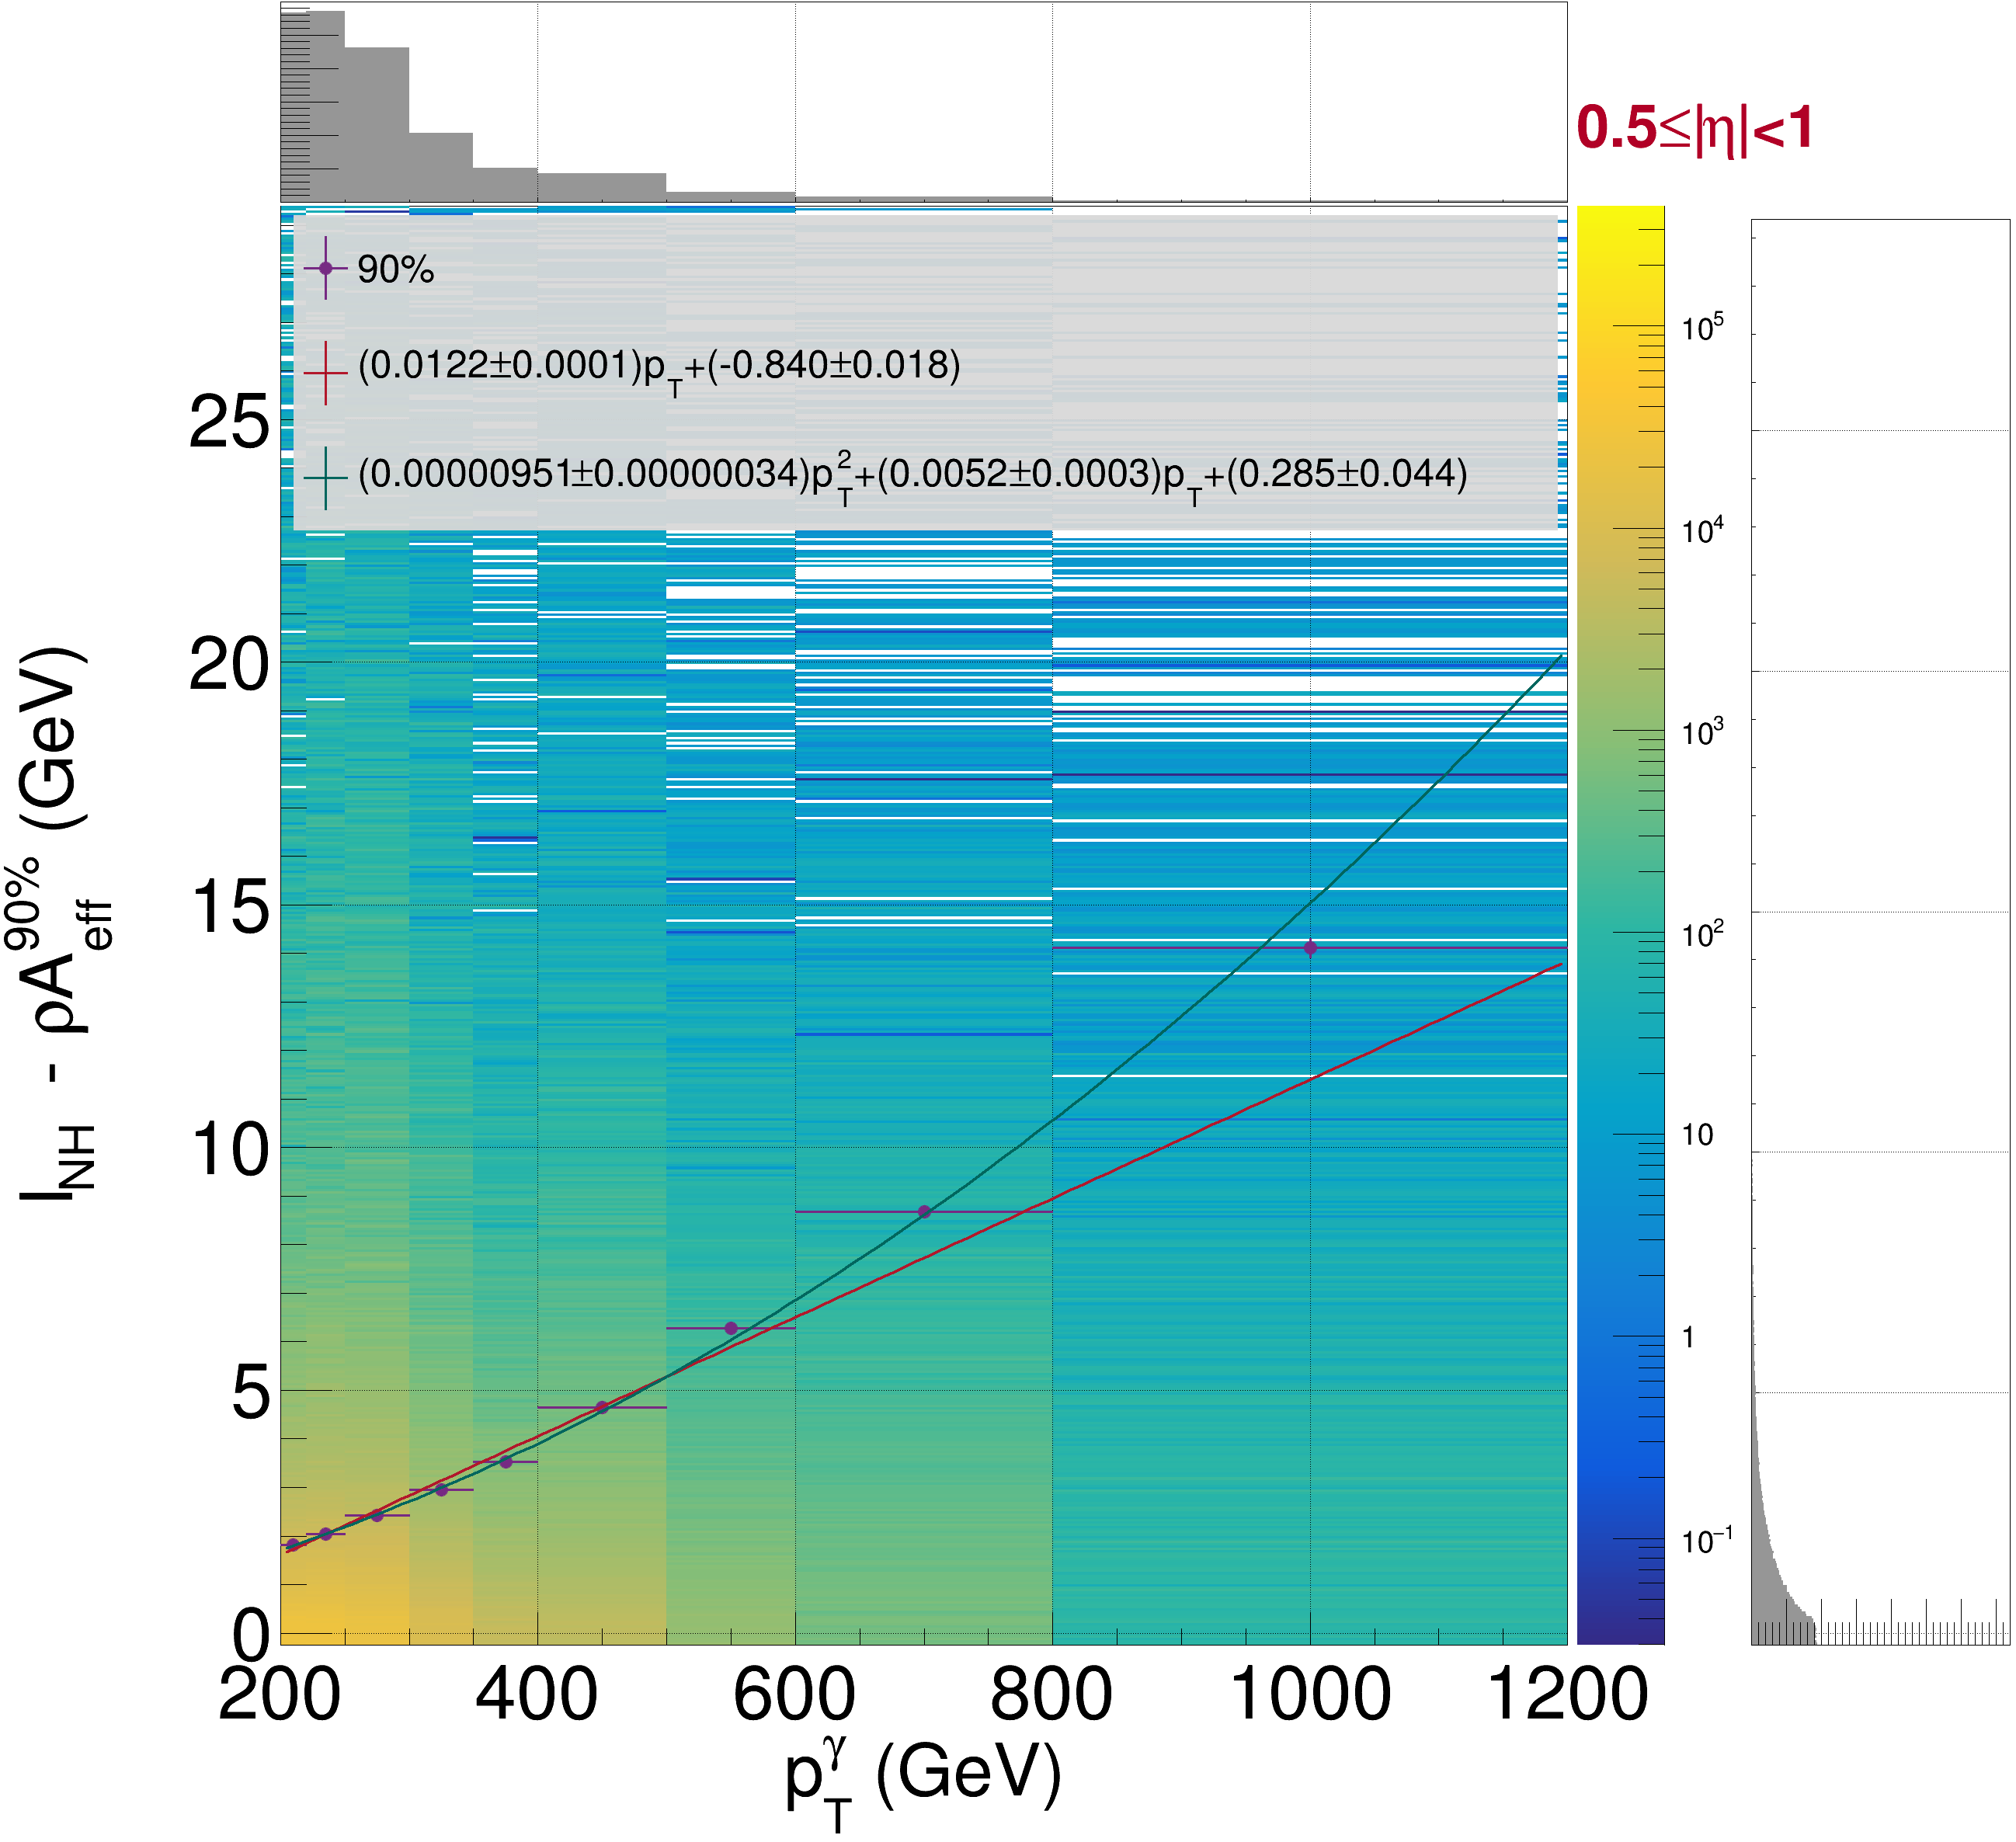 0.5≤|η|<1
90%
(0.0122±0.0001)p_T+(-0.840±0.018)
(0.00000951±0.00000034)p_T^2+(0.0052±0.0003)p_T+(0.285±0.044)
I_NH - ρA_eff^90% (GeV)
25
20
15
10
5
0
200 400 600 800 1000 1200
p_T^γ (GeV)
10^5
10^4
10^3
10^2
10
1
10^−1